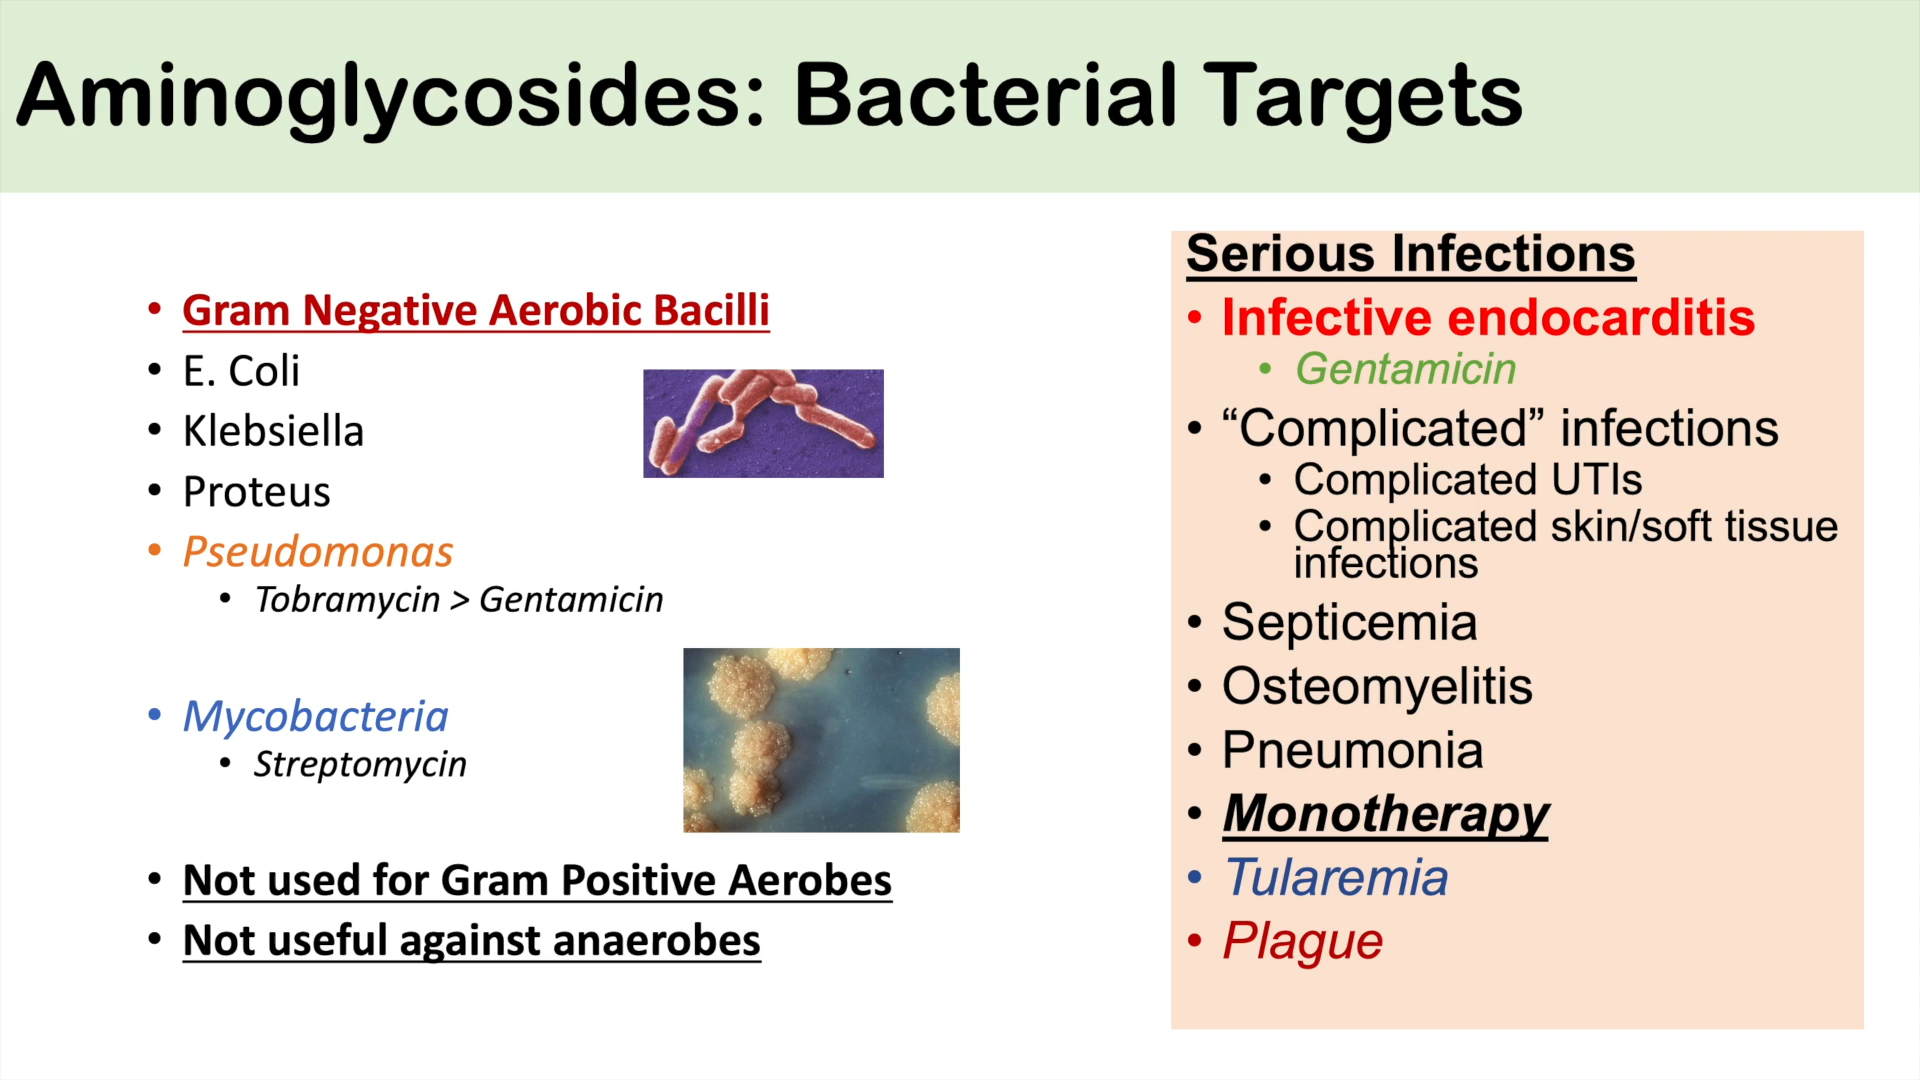 Aminoglycosides: Bacterial Targets
• Gram Negative Aerobic Bacilli
• E. Coli
• Klebsiella
• Proteus
• Pseudomonas
• Tobramycin > Gentamicin
• Mycobacteria
• Streptomycin
• Not used for Gram Positive Aerobes
• Not useful against anaerobes
Serious Infections
• Infective endocarditis
• Gentamicin
• “Complicated” infections
• Complicated UTIs
• Complicated skin/soft tissue
infections
• Septicemia
• Osteomyelitis
• Pneumonia
• Monotherapy
• Tularemia
• Plague